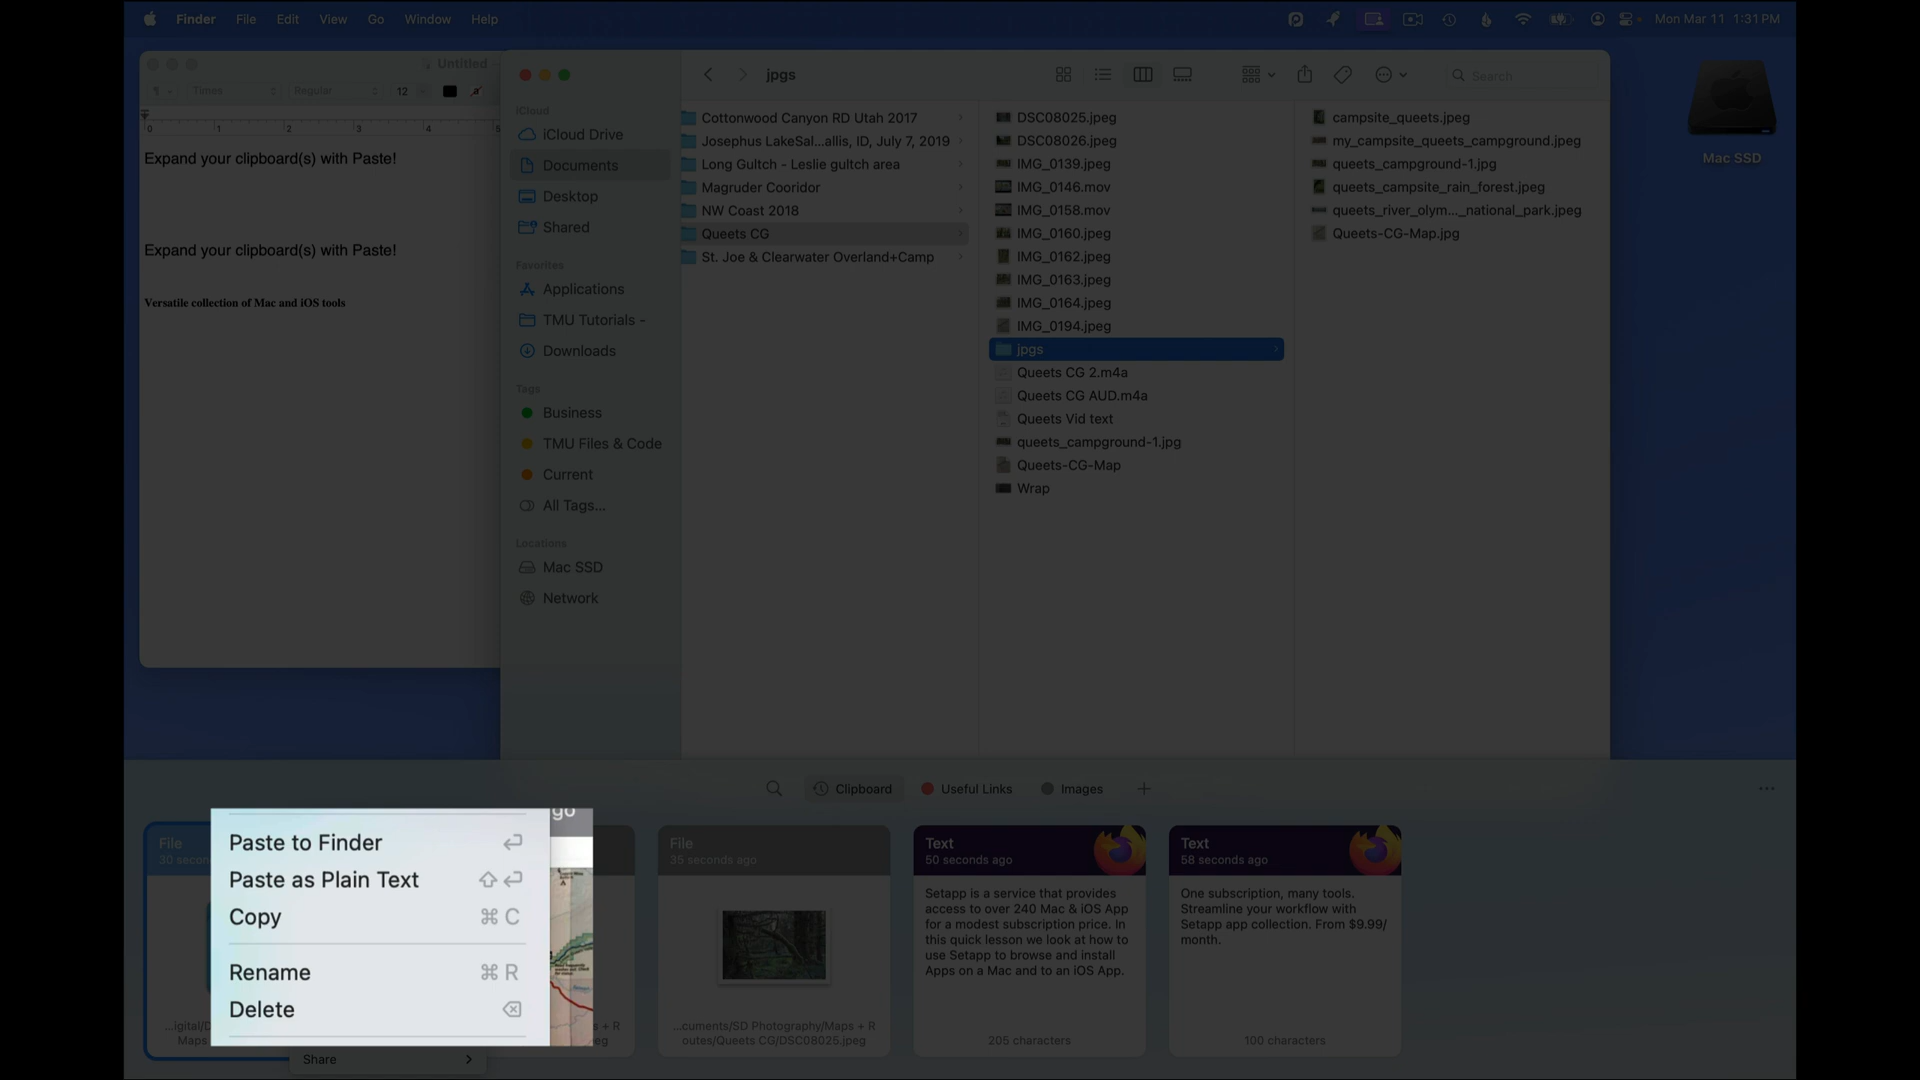 Finder File Edit View Go Window Help
Mon Mar 11 1:31 PM
Untitled
Times Regular 12
0 1 2 3 4 5
Expand your clipboard(s) with Paste!
Expand your clipboard(s) with Paste!
Versatile collection of Mac and iOS tools
jpgs
Search
iCloud
iCloud Drive
Documents
Desktop
Shared
Favorites
Applications
TMU Tutorials -
Downloads
Tags
Business
TMU Files & Code
Current
All Tags...
Locations
Mac SSD
Network
Cottonwood Canyon RD Utah 2017
Josephus LakeSal...allis, ID, July 7, 2019
Long Gultch - Leslie gultch area
Magruder Cooridor
NW Coast 2018
Queets CG
St. Joe & Clearwater Overland+Camp
DSC08025.jpeg
DSC08026.jpeg
IMG_0139.jpeg
IMG_0146.mov
IMG_0158.mov
IMG_0160.jpeg
IMG_0162.jpeg
IMG_0163.jpeg
IMG_0164.jpeg
IMG_0194.jpeg
jpgs
Queets CG 2.m4a
Queets CG AUD.m4a
Queets Vid text
queets_campground-1.jpg
Queets-CG-Map
Wrap
campsite_queets.jpeg
my_campsite_queets_campground.jpeg
queets_campground-1.jpg
queets_campsite_rain_forest.jpeg
queets_river_olym..._national_park.jpeg
Queets-CG-Map.jpg
Mac SSD
Clipboard
Useful Links
Images
File
30 secon
...igital/D
Maps
go
Paste to Finder
Paste as Plain Text
Copy ⌘ C
Rename ⌘ R
Delete
Share
s + R
eg
File
35 seconds ago
...cuments/SD Photography/Maps + R
outes/Queets CG/DSC08025.jpeg
Text
50 seconds ago
Setapp is a service that provides
access to over 240 Mac & iOS App
for a modest subscription price. In
this quick lesson we look at how to
use Setapp to browse and install
Apps on a Mac and to an iOS App.
205 characters
Text
58 seconds ago
One subscription, many tools.
Streamline your workflow with
Setapp app collection. From $9.99/
month.
100 characters